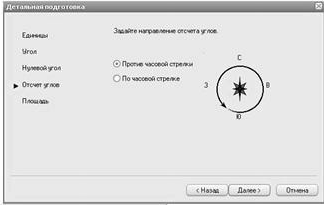 Детальная подготовка
Единицы
Угол
Нулевой угол
Отсчет углов
Площадь
Задайте направление отсчета углов.
Против часовой стрелки
По часовой стрелке
С
З
В
Ю
< Назад
Далее >
Отмена